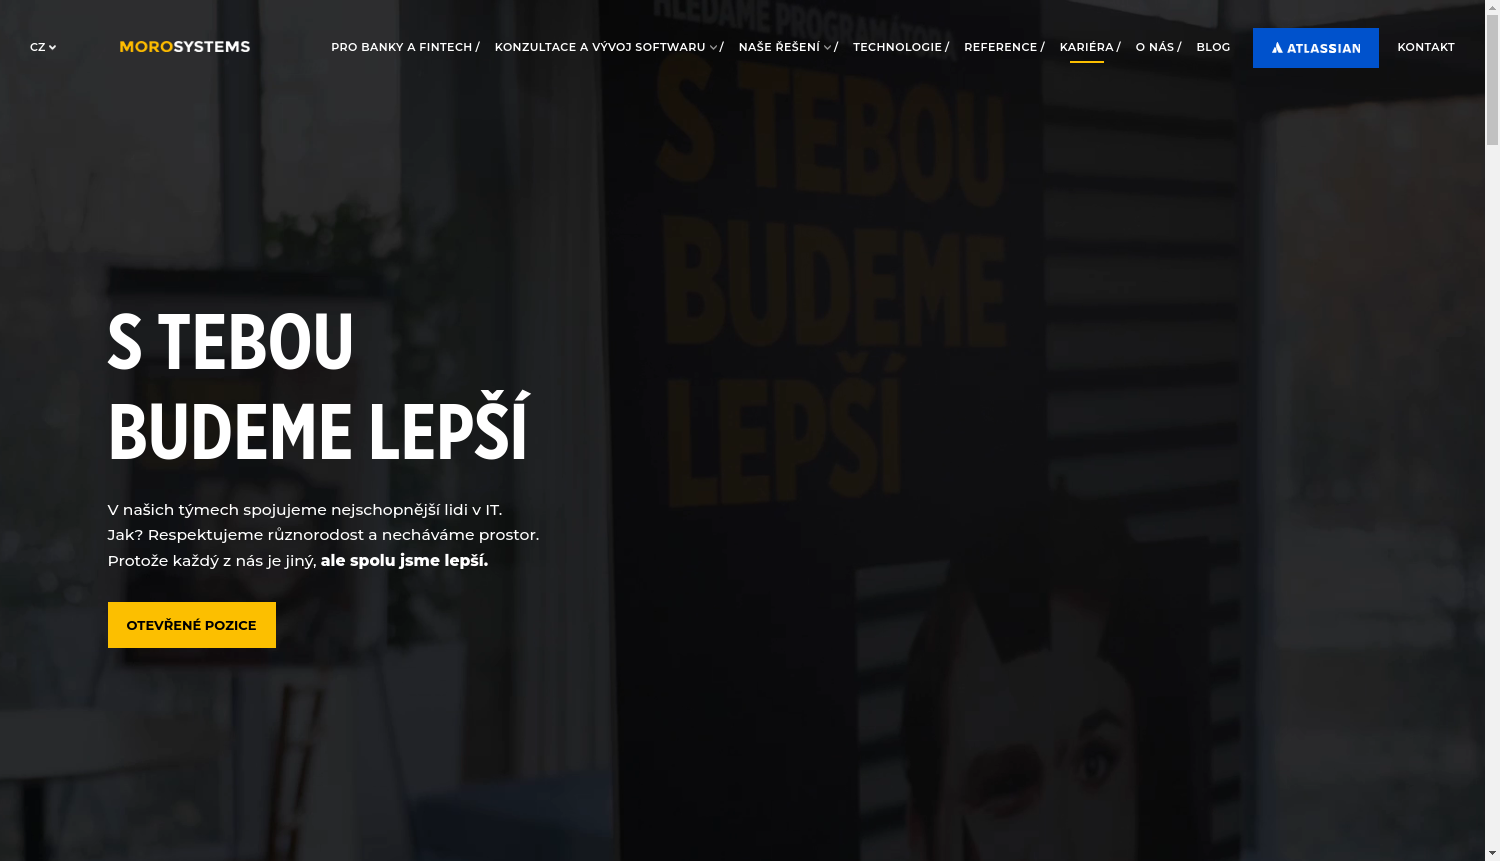 CZ
MOROSYSTEMS
PRO BANKY A FINTECH /
KONZULTACE A VÝVOJ SOFTWARU /
NAŠE ŘEŠENÍ /
TECHNOLOGIE /
REFERENCE /
KARIÉRA /
O NÁS /
BLOG
ATLASSIAN
KONTAKT
HLEDÁME PROGRAMÁTORA
S TEBOU
BUDEME
LEPŠÍ
S TEBOU
BUDEME LEPŠÍ
V našich týmech spojujeme nejschopnější lidi v IT.
Jak? Respektujeme různorodost a necháváme prostor.
Protože každý z nás je jiný, ale spolu jsme lepší.
OTEVŘENÉ POZICE